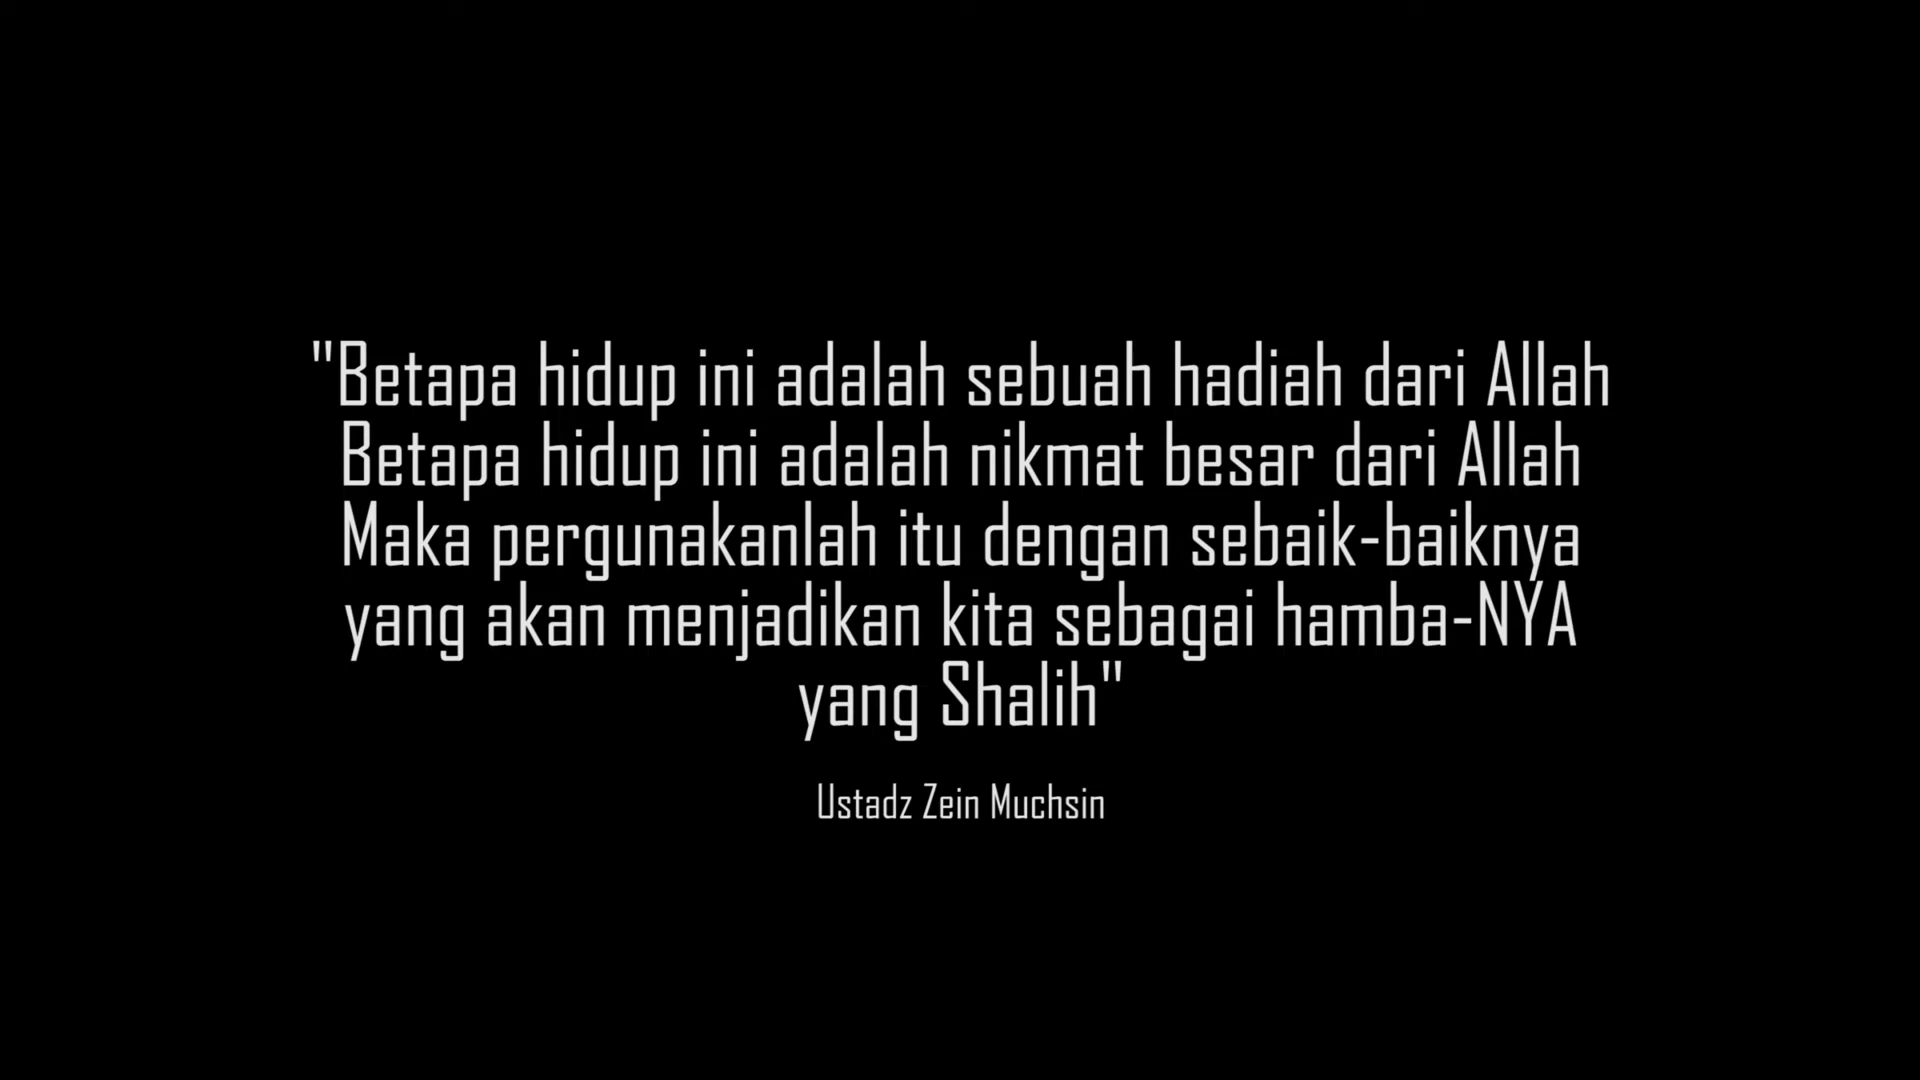 "Betapa hidup ini adalah sebuah hadiah dari Allah
Betapa hidup ini adalah nikmat besar dari Allah
Maka pergunakanlah itu dengan sebaik-baiknya
yang akan menjadikan kita sebagai hamba-NYA
yang Shalih"
Ustadz Zein Muchsin